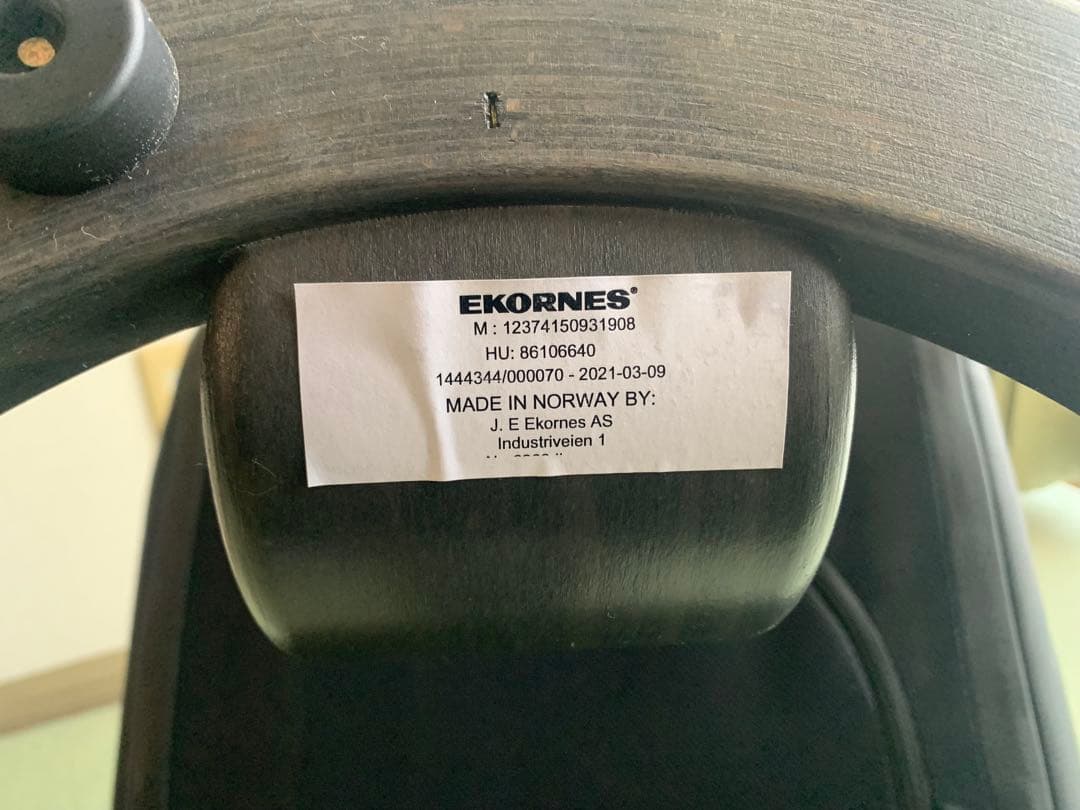 EKORNES®
M : 12374150931908
HU: 86106640
1444344/000070 - 2021-03-09
MADE IN NORWAY BY:
J. E Ekornes AS
Industriveien 1